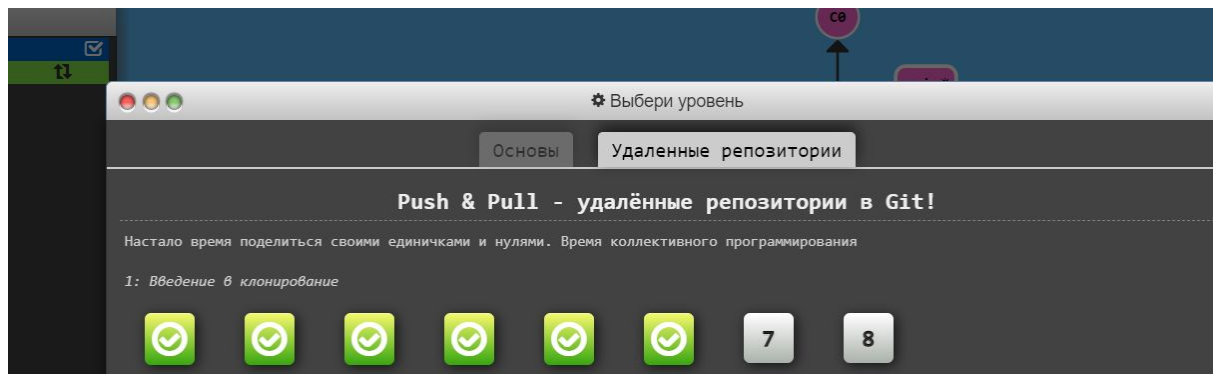 c0
Выбери уровень
Основы
Удаленные репозитории
Push & Pull - удалённые репозитории в Git!
Настало время поделиться своими единичками и нулями. Время коллективного программирования
1: Введение в клонирование
7 8